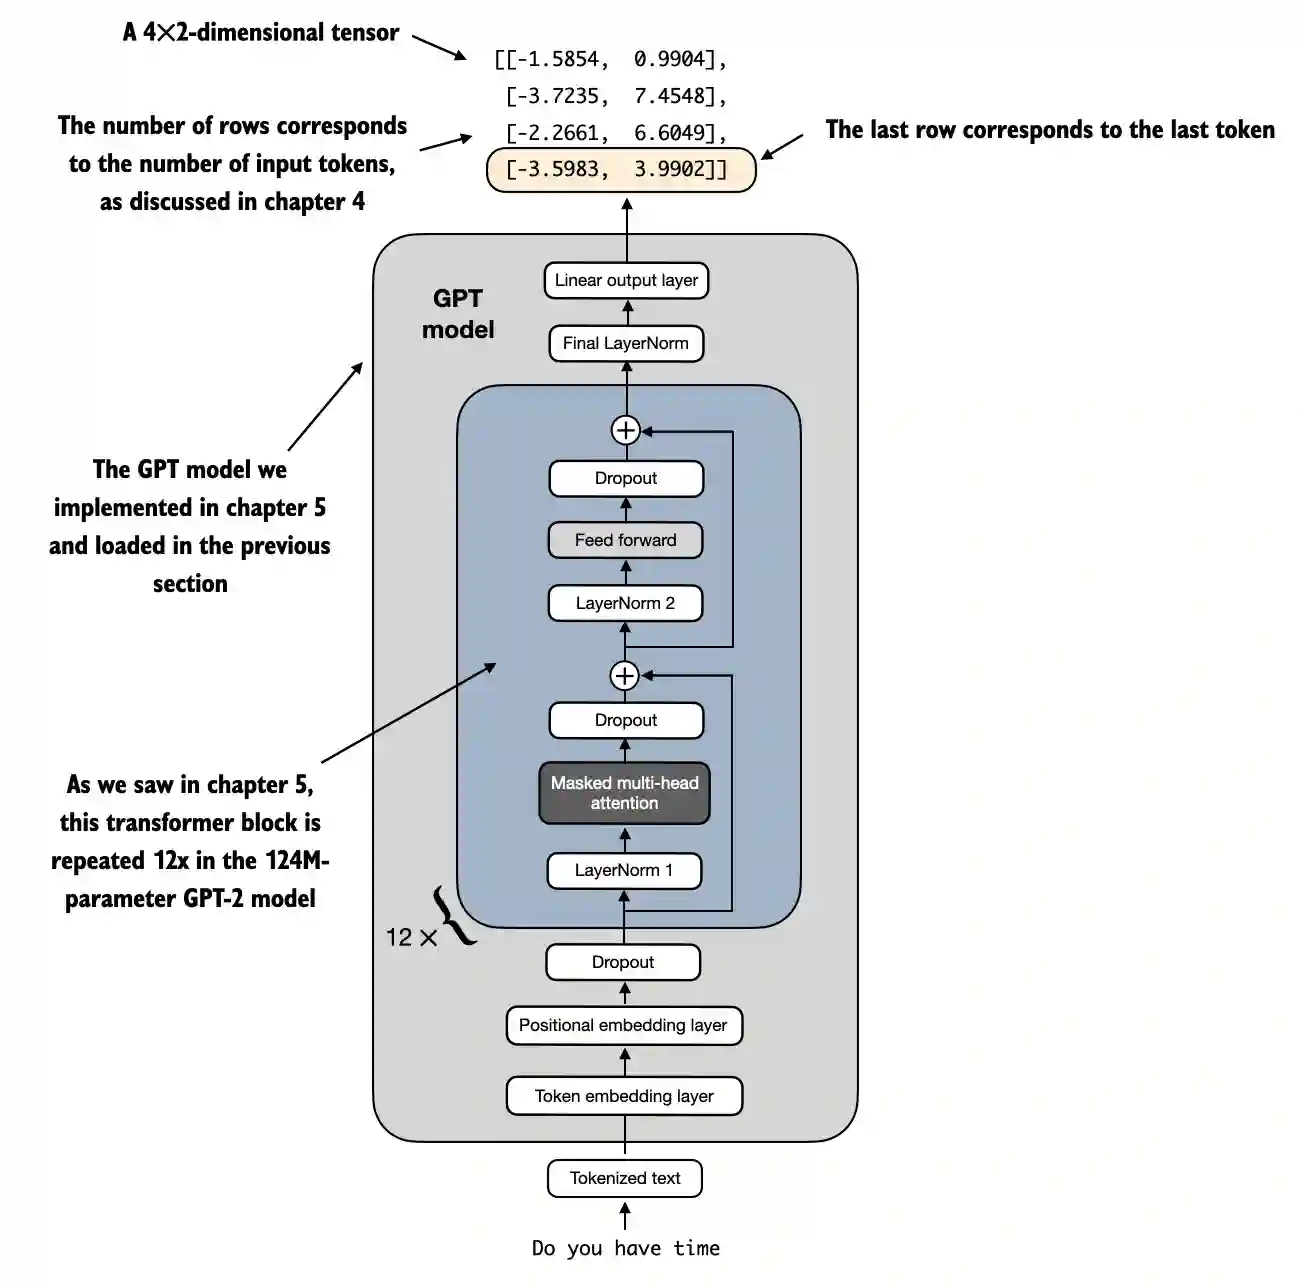 A 4×2-dimensional tensor
[[-1.5854,  0.9904],
[-3.7235,  7.4548],
[-2.2661,  6.6049],
[-3.5983,  3.9902]]
The number of rows corresponds
to the number of input tokens,
as discussed in chapter 4
The last row corresponds to the last token
GPT
model
Linear output layer
Final LayerNorm
The GPT model we
implemented in chapter 5
and loaded in the previous
section
Dropout
Feed forward
LayerNorm 2
Dropout
Masked multi-head
attention
LayerNorm 1
As we saw in chapter 5,
this transformer block is
repeated 12x in the 124M-
parameter GPT-2 model
12 ×
Dropout
Positional embedding layer
Token embedding layer
Tokenized text
Do you have time